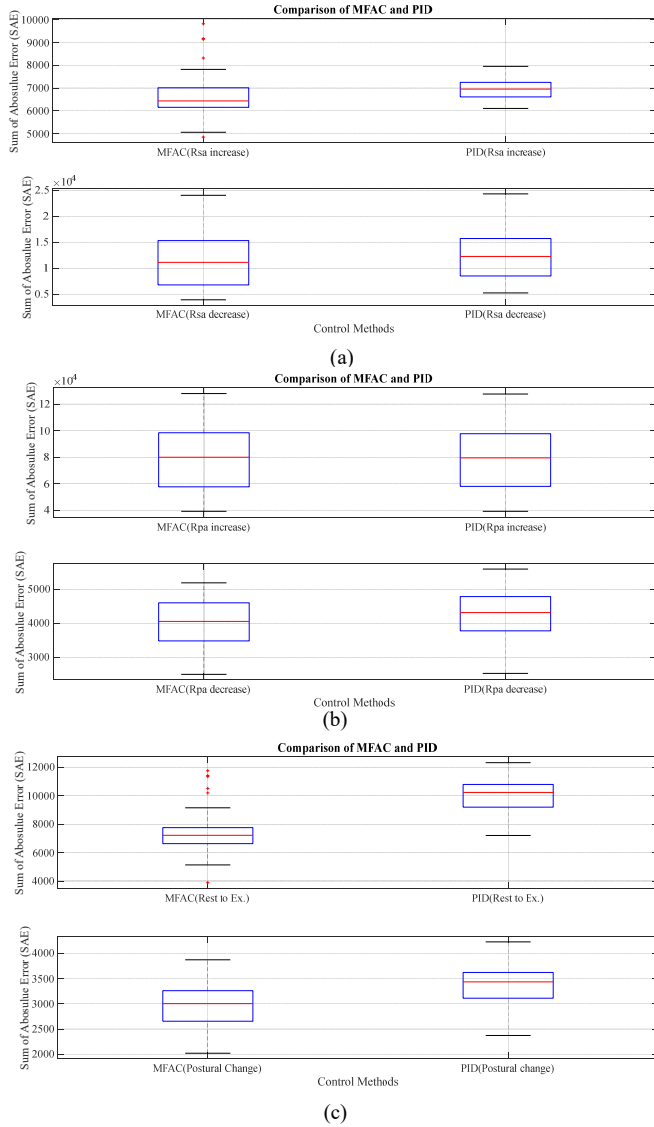 Comparison of MFAC and PID
Sum of Abosulue Error (SAE)
10000
9000
8000
7000
6000
5000
MFAC(Rsa increase) PID(Rsa increase)
×10⁴
Sum of Abosulue Error (SAE)
2.5
2
1.5
1
0.5
MFAC(Rsa decrease) PID(Rsa decrease)
Control Methods
(a)
Comparison of MFAC and PID
×10⁴
Sum of Abosulue Error (SAE)
12
10
8
6
4
MFAC(Rpa increase) PID(Rpa increase)
Sum of Abosulue Error (SAE)
5000
4000
3000
MFAC(Rpa decrease) PID(Rpa decrease)
Control Methods
(b)
Comparison of MFAC and PID
Sum of Abosulue Error (SAE)
12000
10000
8000
6000
4000
MFAC(Rest to Ex.) PID(Rest to Ex.)
Sum of Abosulue Error (SAE)
4000
3500
3000
2500
2000
MFAC(Postural Change) PID(Postural change)
Control Methods
(c)